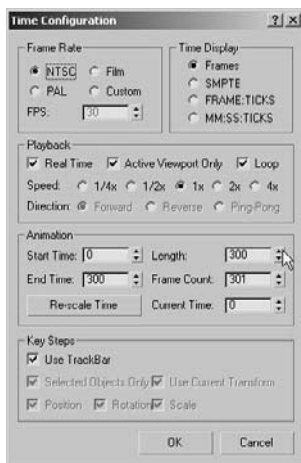 Time Configuration
Frame Rate
NTSC Film
PAL Custom
FPS: 30
Time Display
Frames
SMPTE
FRAME:TICKS
MM:SS:TICKS
Playback
Real Time Active Viewport Only Loop
Speed: 1/4x 1/2x 1x 2x 4x
Direction: Forward Reverse Ping-Pong
Animation
Start Time: 0 Length: 300
End Time: 300 Frame Count: 301
Re-scale Time Current Time: 0
Key Steps
Use TrackBar
Selected Objects Only Use Current Transform
Position Rotation Scale
OK Cancel